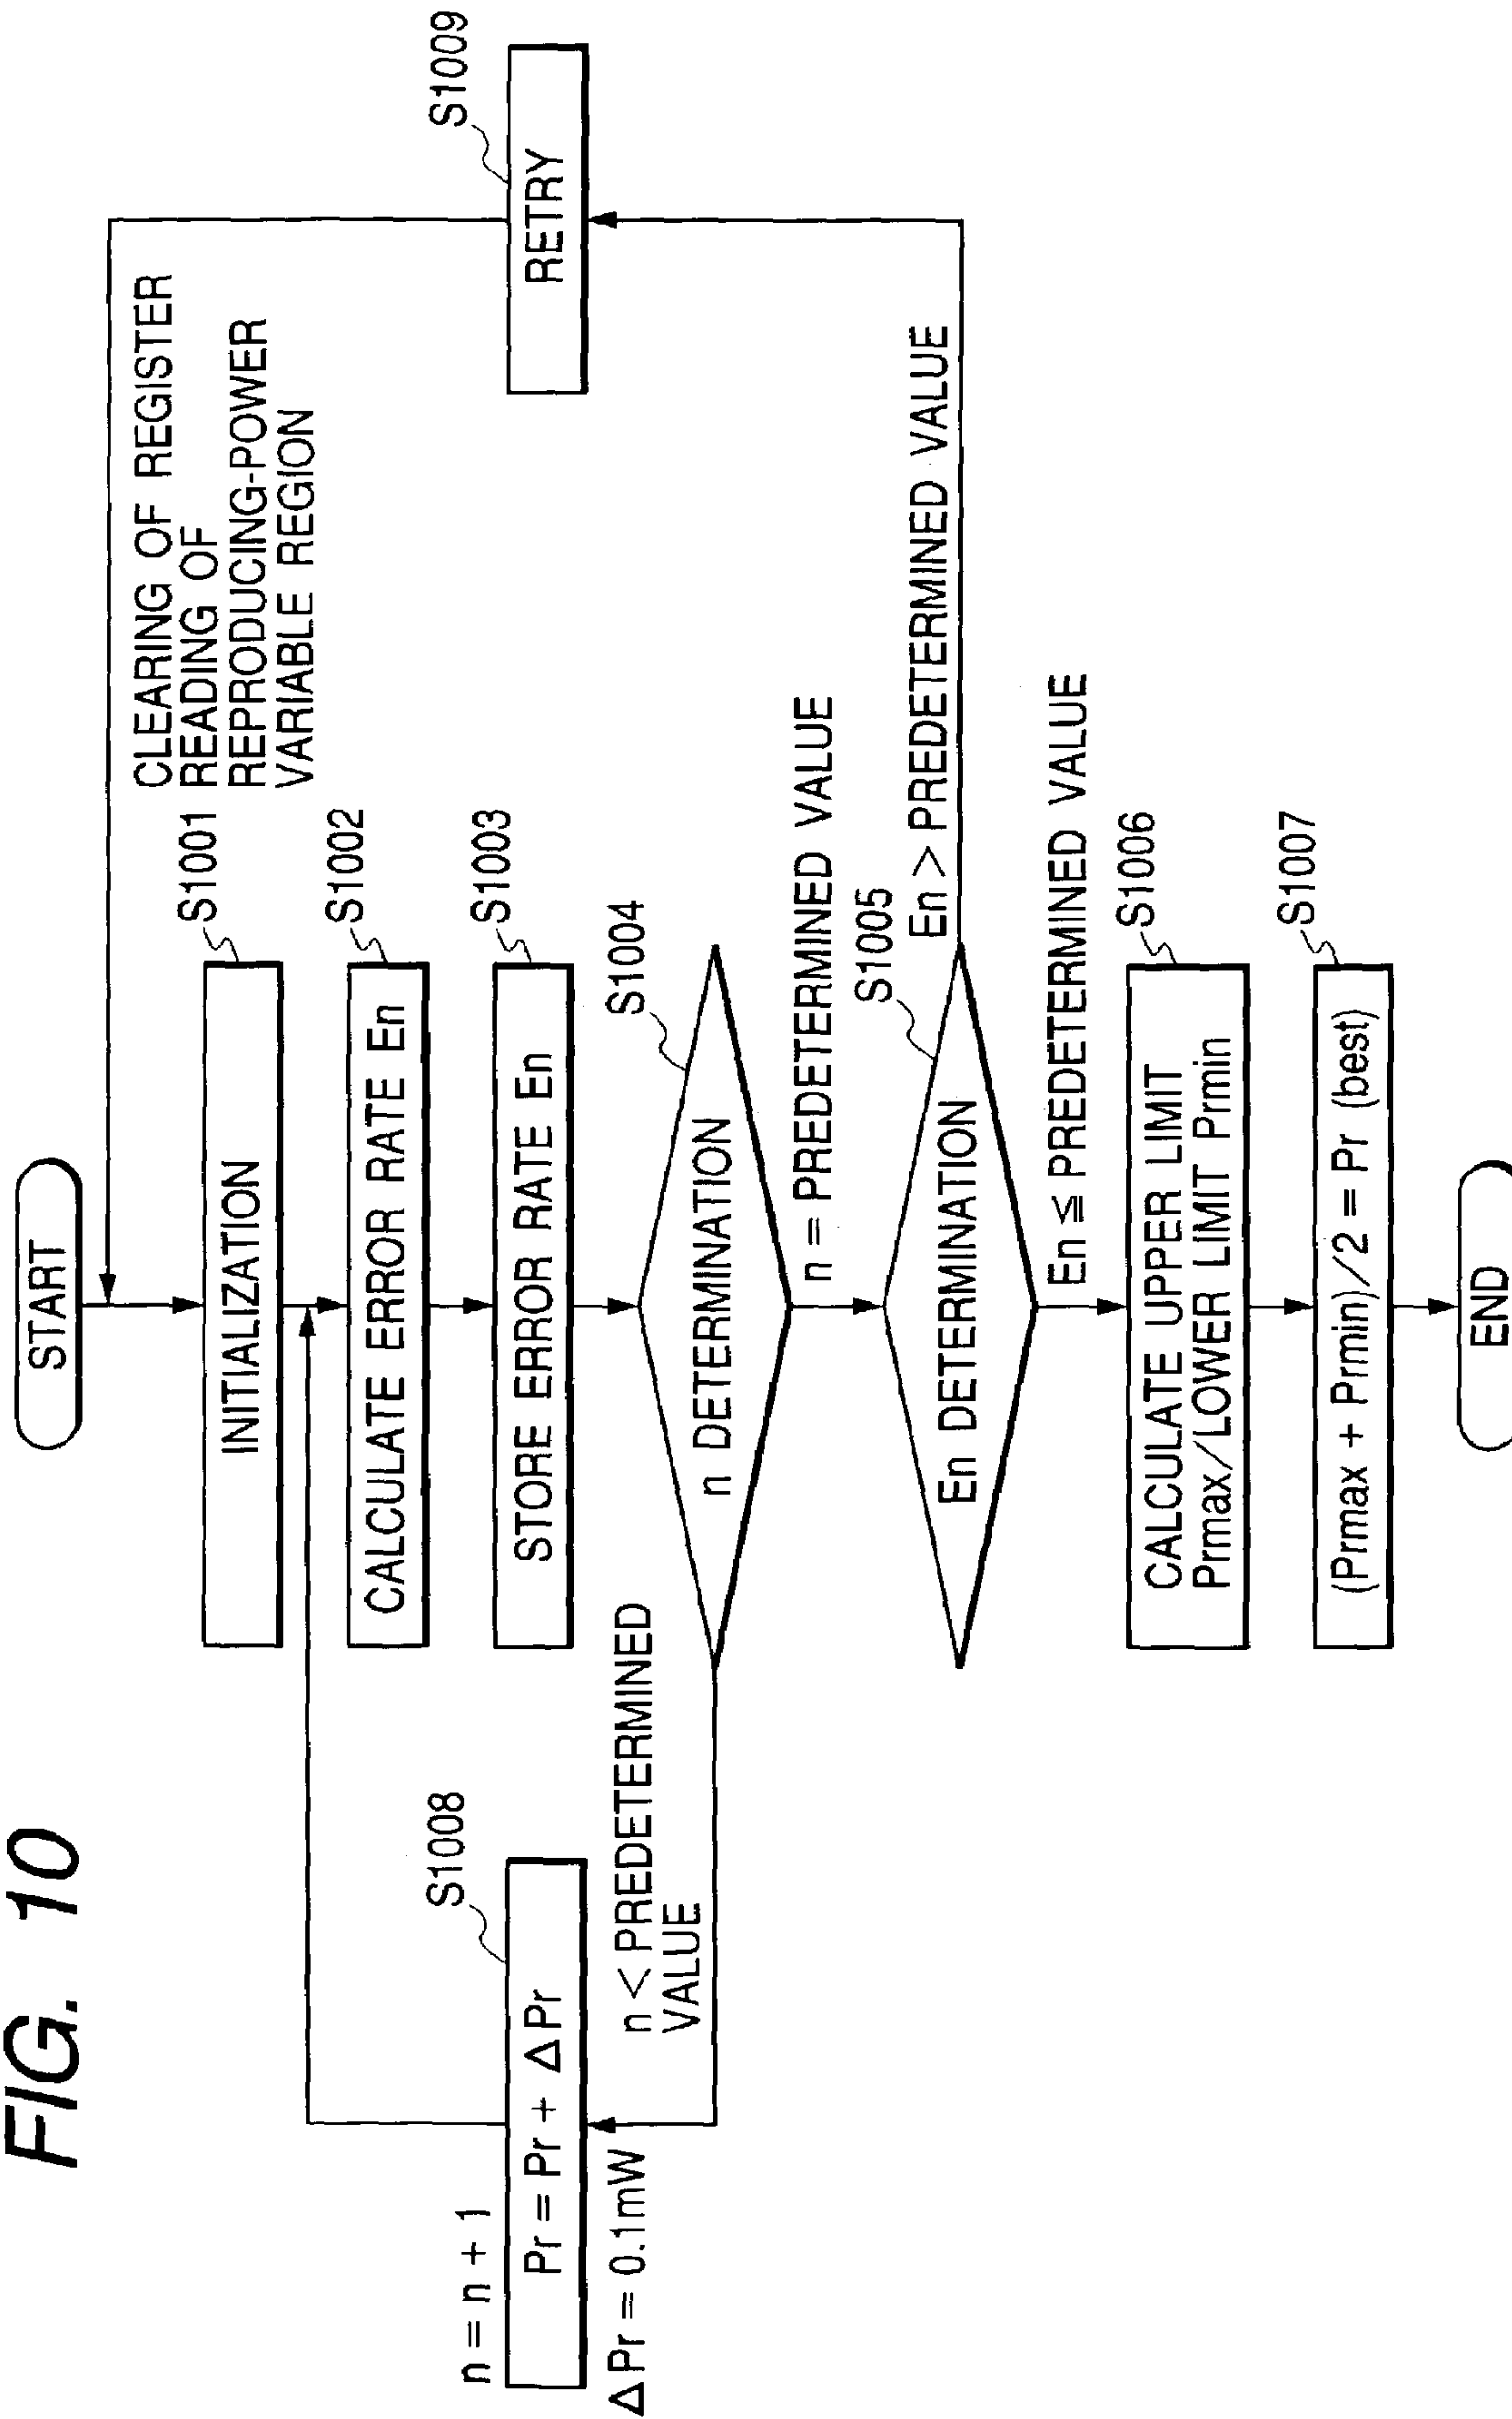 FIG. 10
START
CLEARING OF REGISTER
READING OF
REPRODUCING-POWER
VARIABLE REGION
S1001
INITIALIZATION
S1002
CALCULATE ERROR RATE En
S1003
STORE ERROR RATE En
S1004
n DETERMINATION
n < PREDETERMINED
VALUE
n = n + 1
S1008
Pr = Pr + Δ Pr
Δ Pr = 0.1mW
n = PREDETERMINED VALUE
S1005
En DETERMINATION
En > PREDETERMINED VALUE
S1009
RETRY
En ≦ PREDETERMINED VALUE
S1006
CALCULATE UPPER LIMIT
Prmax/LOWER LIMIT Prmin
S1007
(Prmax + Prmin)/2 = Pr (best)
END